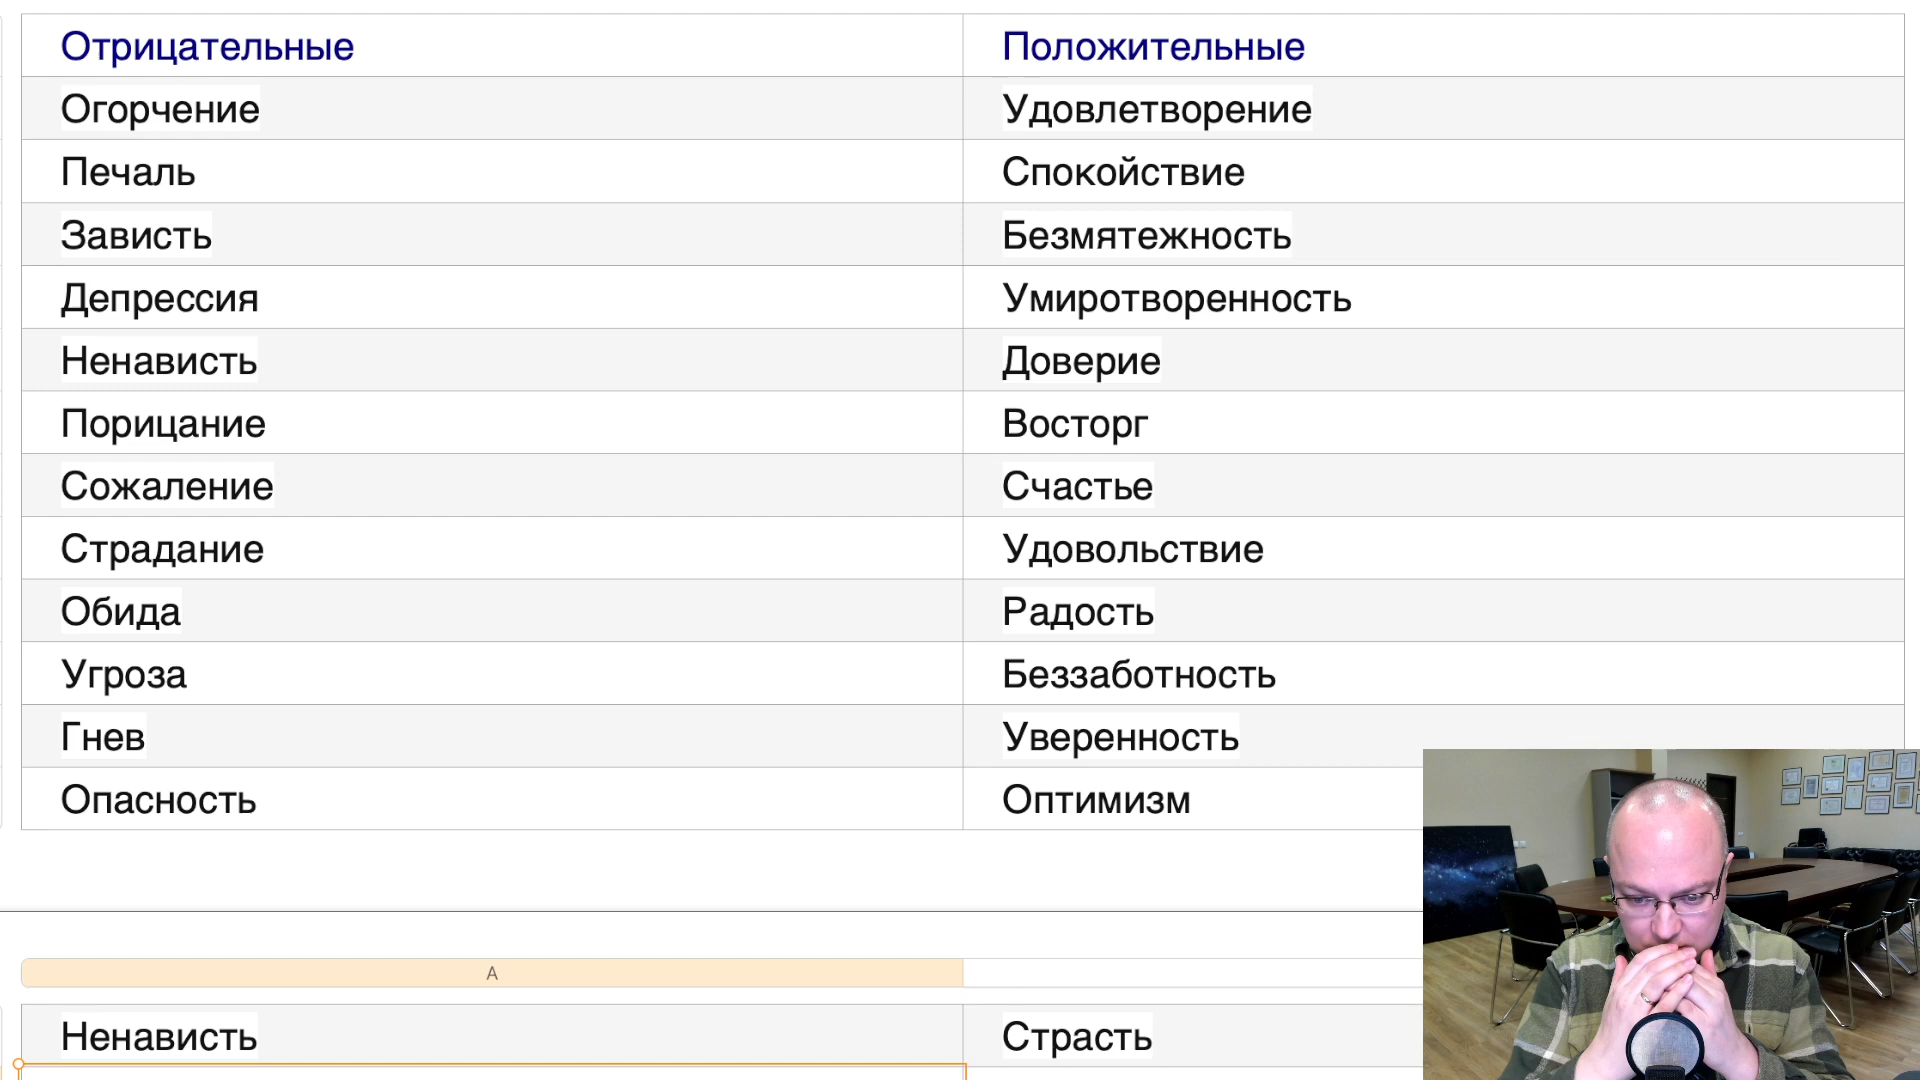 Отрицательные Положительные
Огорчение Удовлетворение
Печаль Спокойствие
Зависть Безмятежность
Депрессия Умиротворенность
Ненависть Доверие
Порицание Восторг
Сожаление Счастье
Страдание Удовольствие
Обида Радость
Угроза Беззаботность
Гнев Уверенность
Опасность Оптимизм
A
Ненависть Страсть